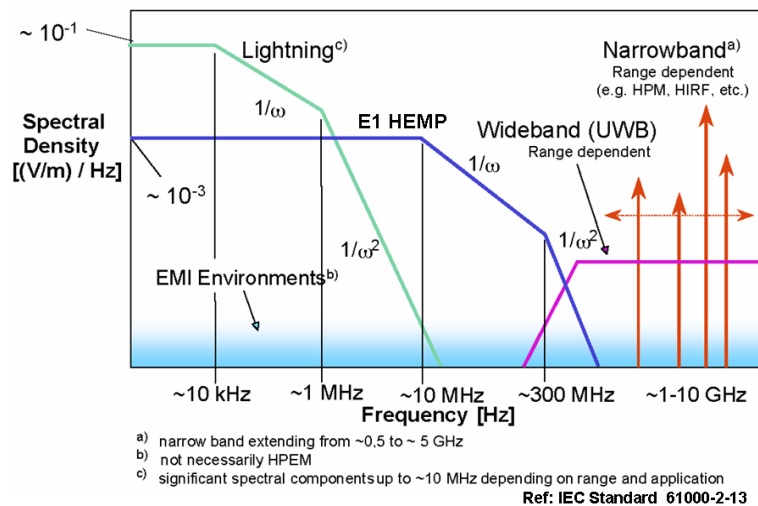 ~ 10⁻¹
Lightning c)
Narrowband a)
Range dependent
(e.g. HPM, HIRF, etc.)
1/ω
E1 HEMP
Spectral
Density
[(V/m) / Hz]
Wideband (UWB)
Range dependent
1/ω
~ 10⁻³
1/ω²
1/ω²
EMI Environments b)
~10 kHz
~1 MHz
~10 MHz
~300 MHz
~1-10 GHz
Frequency [Hz]
a) narrow band extending from ~0,5 to ~ 5 GHz
b) not necessarily HPEM
c) significant spectral components up to ~10 MHz depending on range and application
Ref: IEC Standard 61000-2-13